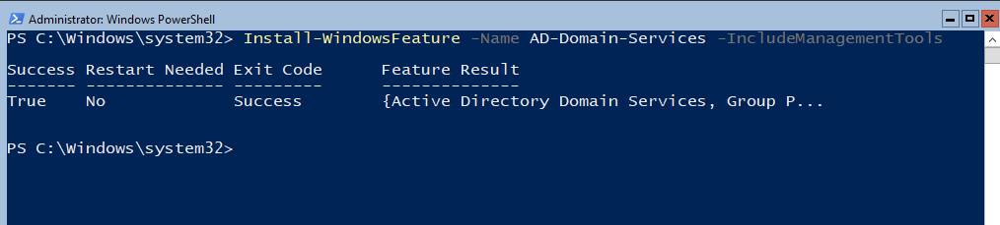 Administrator: Windows PowerShell
PS C:\Windows\system32> Install-WindowsFeature -Name AD-Domain-Services -IncludeManagementTools
Success Restart Needed Exit Code      Feature Result
------- -------------- ---------      --------------
True    No             Success        {Active Directory Domain Services, Group P...
PS C:\Windows\system32>